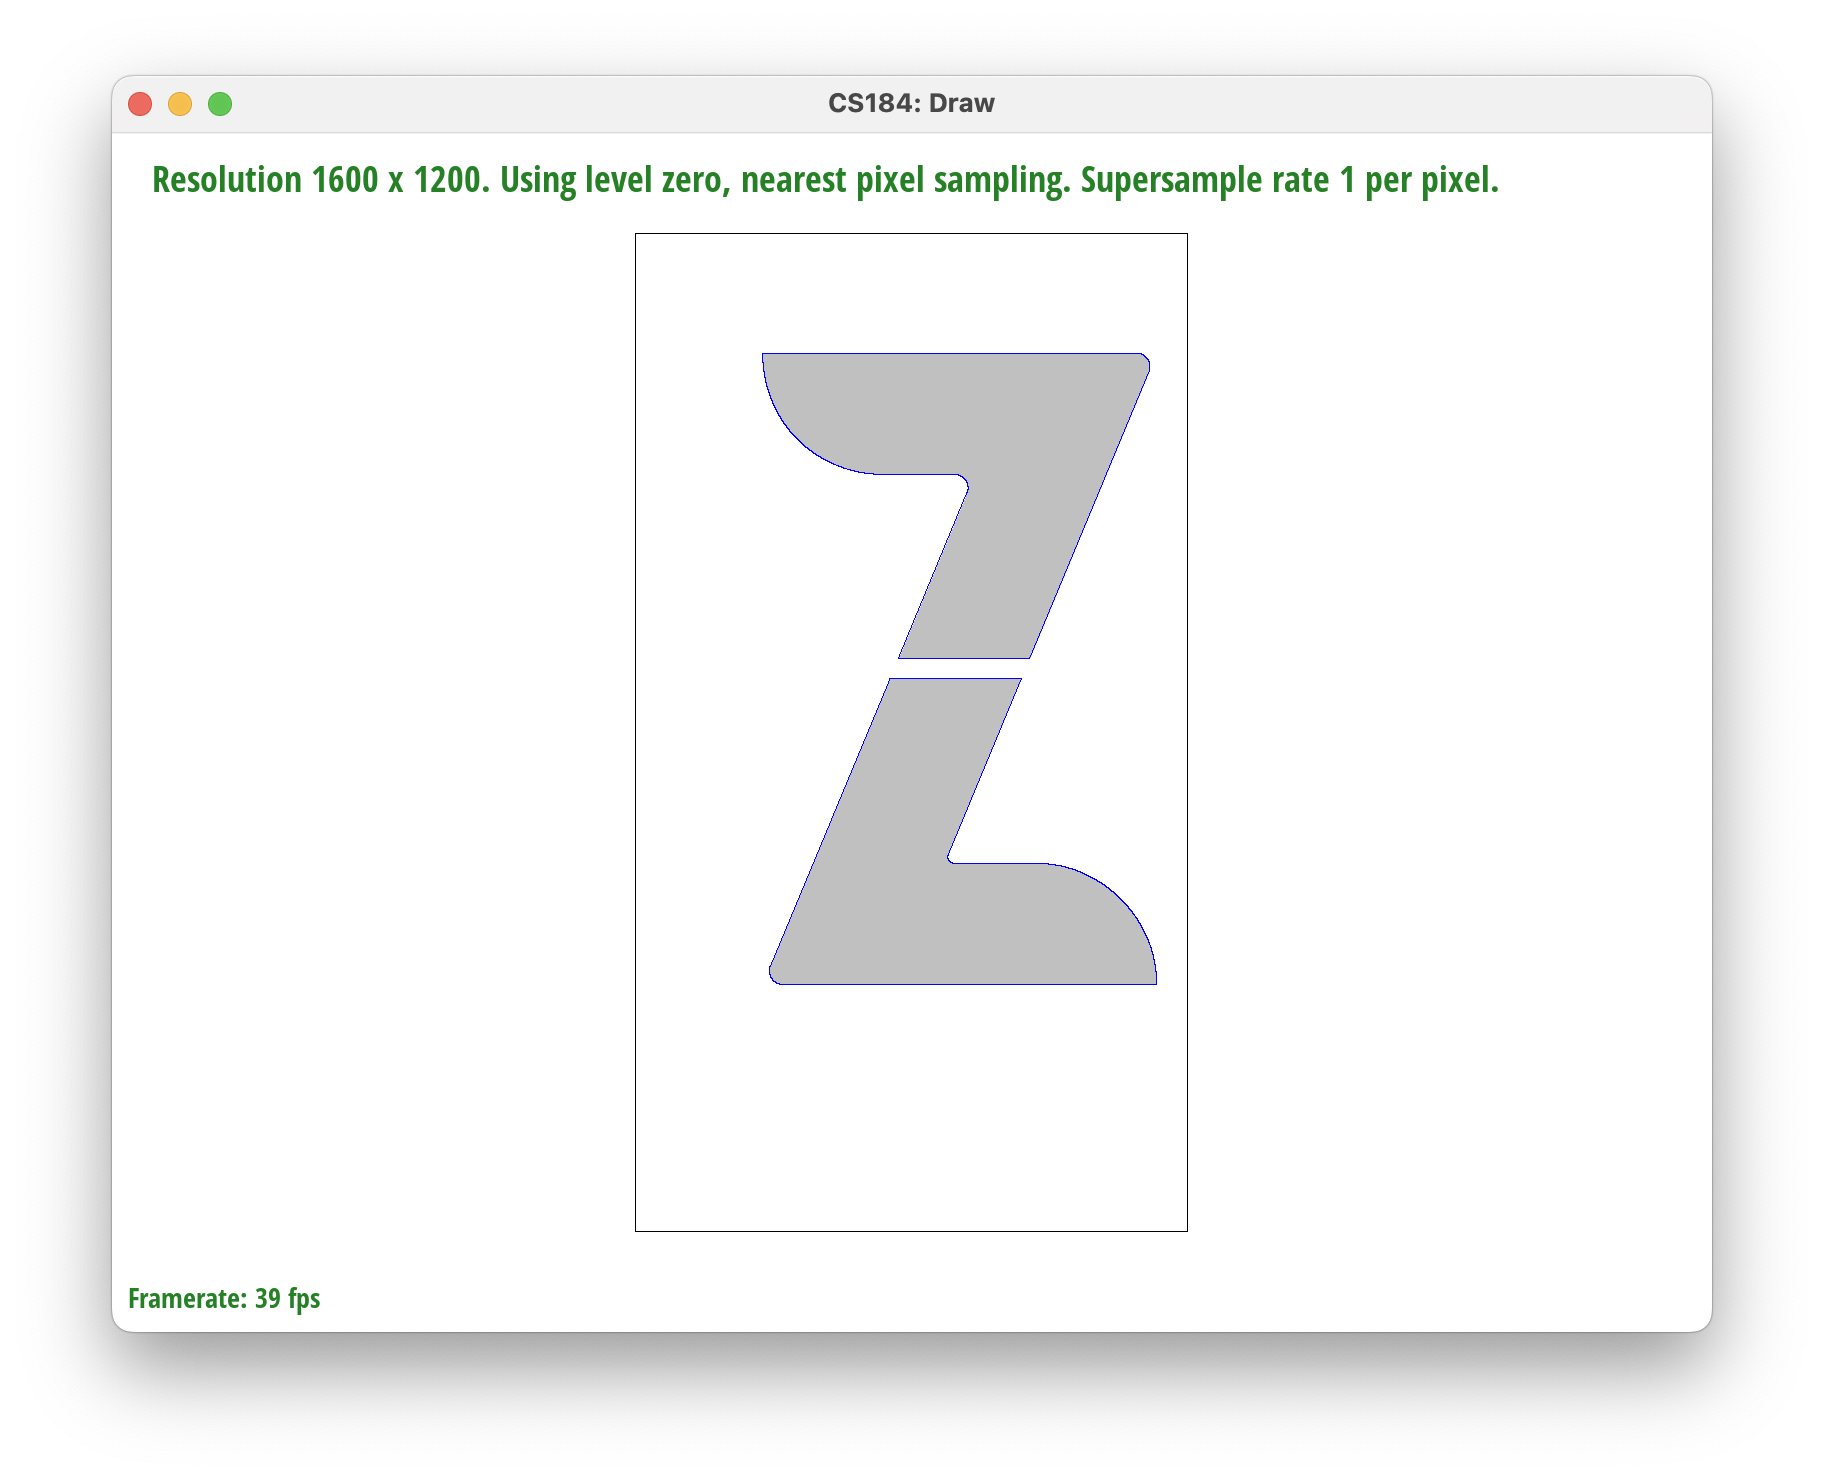 CS184: Draw
Resolution 1600 x 1200. Using level zero, nearest pixel sampling. Supersample rate 1 per pixel.
Z
Framerate: 39 fps